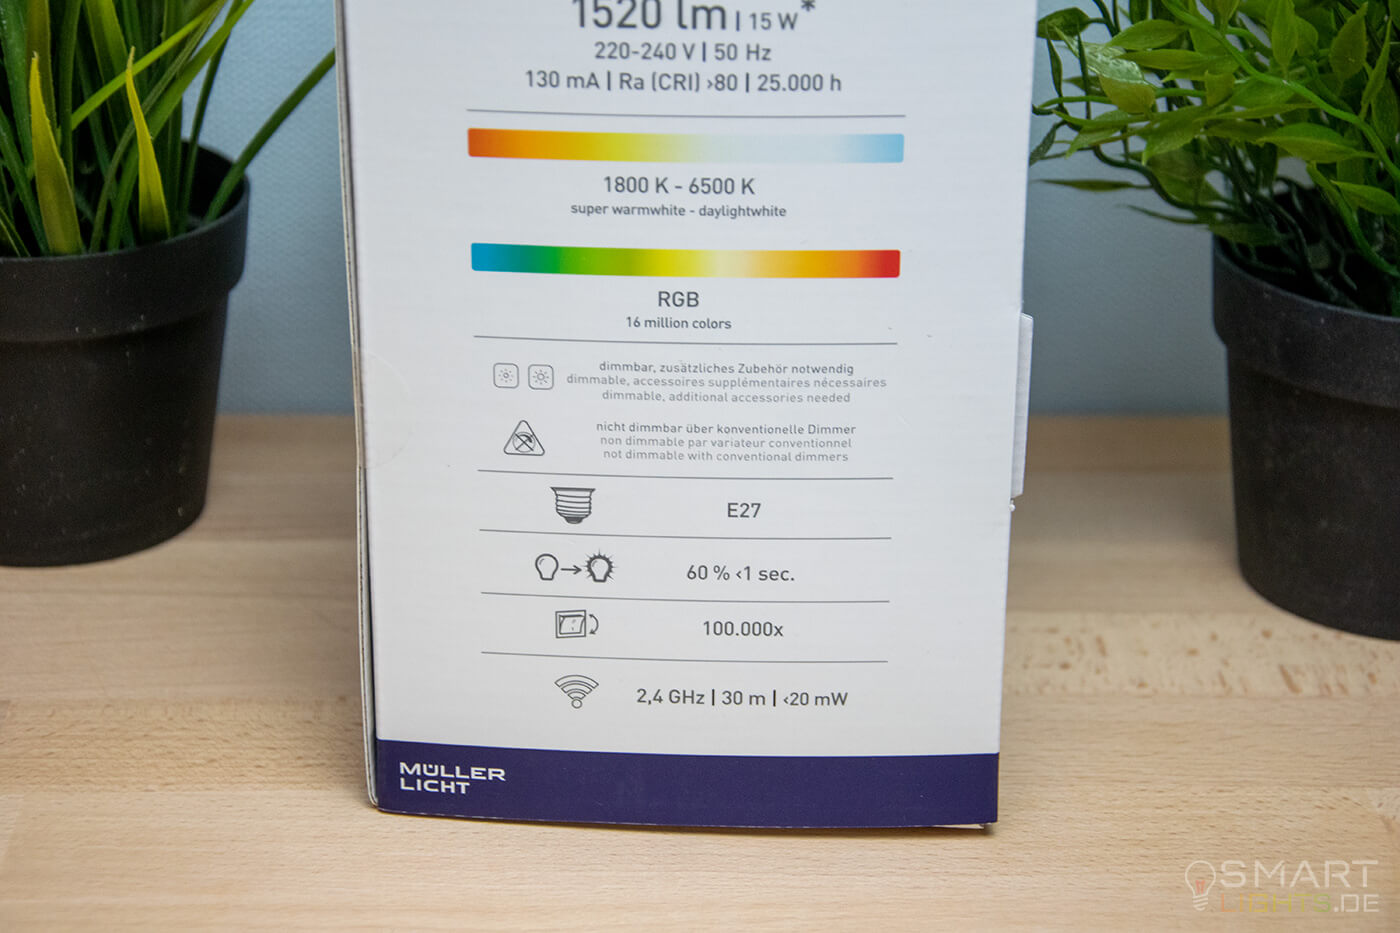 1520 lm | 15 W*
220-240 V | 50 Hz
130 mA | Ra (CRI) >80 | 25.000 h
1800 K - 6500 K
super warmwhite - daylightwhite
RGB
16 million colors
dimmbar, zusätzliches Zubehör notwendig
dimmable, accessoires supplémentaires nécessaires
dimmable, additional accessories needed
nicht dimmbar über konventionelle Dimmer
non dimmable par variateur conventionnel
not dimmable with conventional dimmers
E27
60 % <1 sec.
100.000x
2,4 GHz | 30 m | <20 mW
MÜLLER
LICHT
SMART
LIGHTS.DE